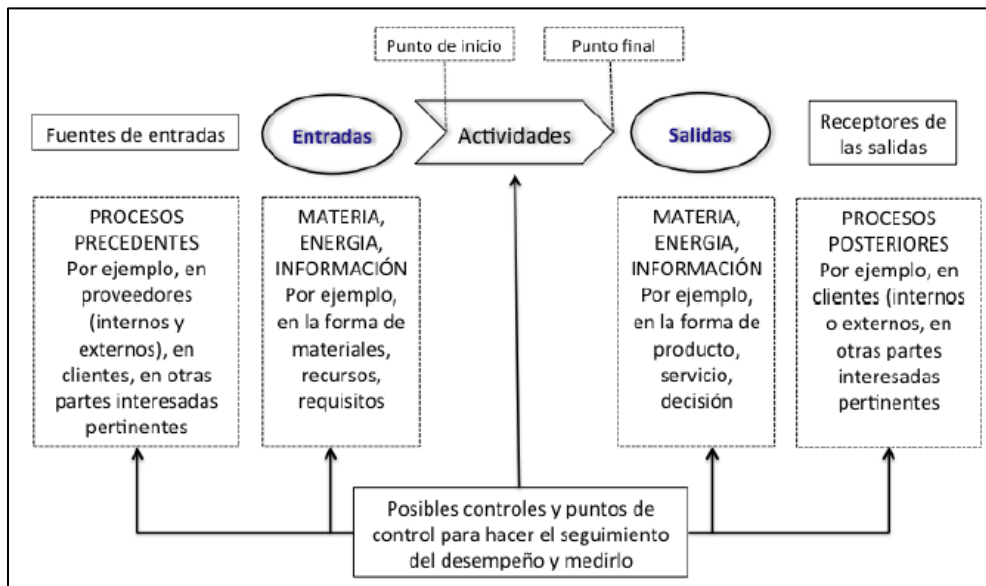 Punto de inicio
Punto final
Fuentes de entradas
Entradas
Actividades
Salidas
Receptores de
las salidas
PROCESOS
PRECEDENTES
Por ejemplo, en
proveedores
(internos y
externos), en
clientes, en otras
partes interesadas
pertinentes
MATERIA,
ENERGIA,
INFORMACIÓN
Por ejemplo,
en la forma de
materiales,
recursos,
requisitos
MATERIA,
ENERGIA,
INFORMACIÓN
Por ejemplo,
en la forma de
producto,
servicio,
decisión
PROCESOS
POSTERIORES
Por ejemplo, en
clientes (internos
o externos, en
otras partes
interesadas
pertinentes
Posibles controles y puntos de
control para hacer el seguimiento
del desempeño y medirlo